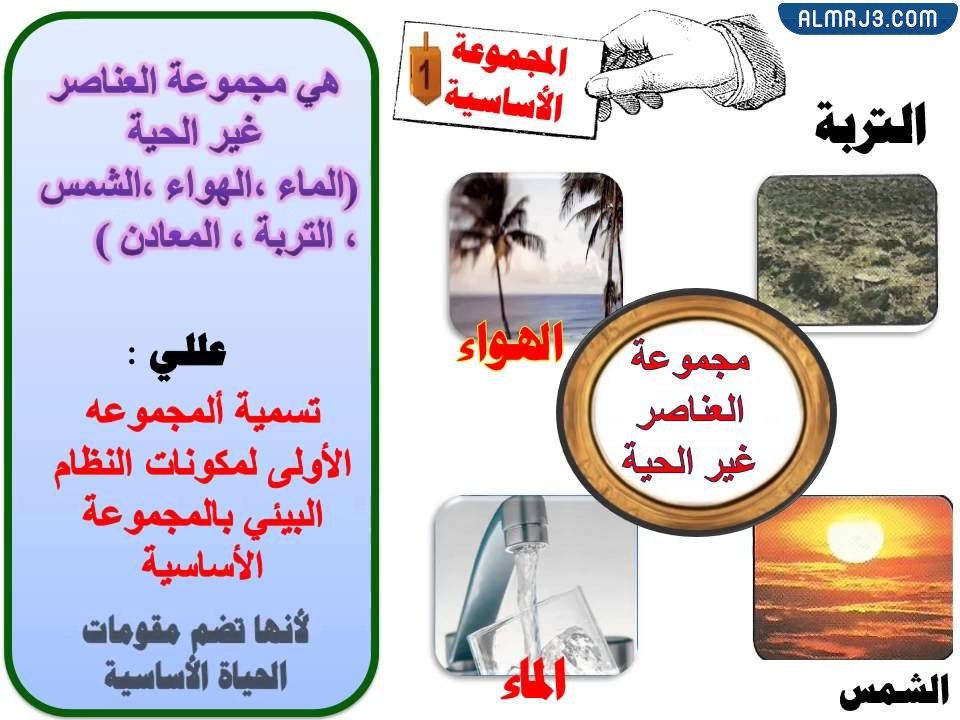 ALMRJ3.COM
المجموعة
الأساسية
1
التربة
الهواء
مجموعة
العناصر
غير الحية
الماء
الشمس
هي مجموعة العناصر
غير الحية
(الماء ،الهواء ،الشمس
، التربة ، المعادن )
عللي :
تسمية ألمجموعه
الأولى لمكونات النظام
البيئي بالمجموعة
الأساسية
لأنها تضم مقومات
الحياة الأساسية